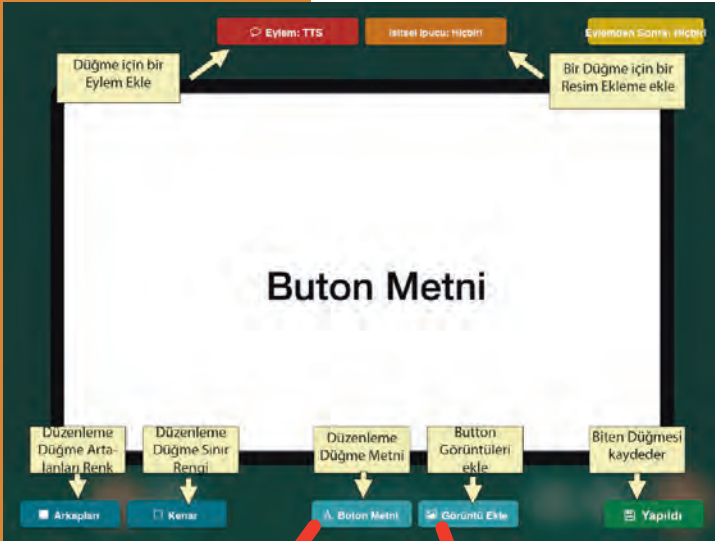 Eylem: TTS
İşitsel İpucu: Hiçbiri
Eylemden Sonra: Hiçbiri
Düğme için bir
Eylem Ekle
Bir Düğme için bir
Resim Ekleme ekle
Buton Metni
Düzenleme
Düğme Arta-
lanları Renk
Düzenleme
Düğme Sınır
Rengi
Düzenleme
Düğme Metni
Button
Görüntüleri
ekle
Biten Düğmesi
kaydeder
Arkaplan
Kenar
Buton Metni
Görüntü Ekle
Yapıldı